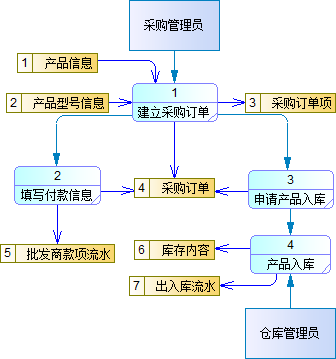 采购管理员
1 产品信息
1
建立采购订单
2 产品型号信息
3 采购订单项
2
填写付款信息
4 采购订单
3
申请产品入库
5 批发商款项流水
6 库存内容
4
产品入库
7 出入库流水
仓库管理员